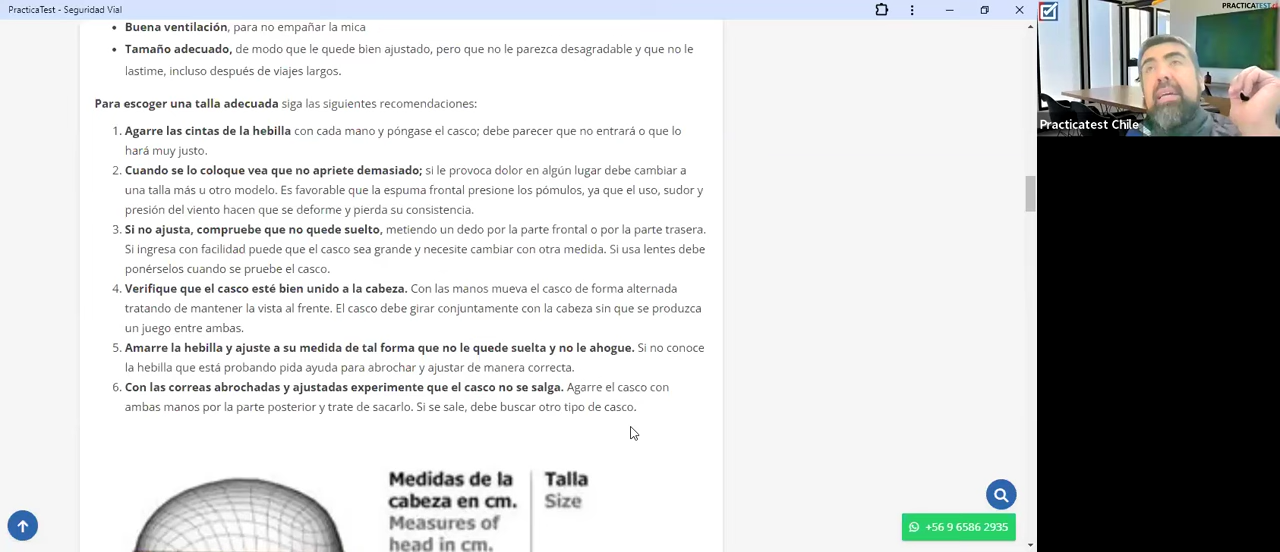 PracticaTest - Seguridad Vial
PRACTICATEST
Practicatest Chile
• Buena ventilación, para no empañar la mica
• Tamaño adecuado, de modo que le quede bien ajustado, pero que no le parezca desagradable y que no le
lastime, incluso después de viajes largos.
Para escoger una talla adecuada siga las siguientes recomendaciones:
1. Agarre las cintas de la hebilla con cada mano y póngase el casco; debe parecer que no entrará o que lo
hará muy justo.
2. Cuando se lo coloque vea que no apriete demasiado; si le provoca dolor en algún lugar debe cambiar a
una talla más u otro modelo. Es favorable que la espuma frontal presione los pómulos, ya que el uso, sudor y
presión del viento hacen que se deforme y pierda su consistencia.
3. Si no ajusta, compruebe que no quede suelto, metiendo un dedo por la parte frontal o por la parte trasera.
Si ingresa con facilidad puede que el casco sea grande y necesite cambiar con otra medida. Si usa lentes debe
ponérselos cuando se pruebe el casco.
4. Verifique que el casco esté bien unido a la cabeza. Con las manos mueva el casco de forma alternada
tratando de mantener la vista al frente. El casco debe girar conjuntamente con la cabeza sin que se produzca
un juego entre ambas.
5. Amarre la hebilla y ajuste a su medida de tal forma que no le quede suelta y no le ahogue. Si no conoce
la hebilla que está probando pida ayuda para abrochar y ajustar de manera correcta.
6. Con las correas abrochadas y ajustadas experimente que el casco no se salga. Agarre el casco con
ambas manos por la parte posterior y trate de sacarlo. Si se sale, debe buscar otro tipo de casco.
Medidas de la
cabeza en cm.
Measures of
head in cm.
Talla
Size
+56 9 6586 2935